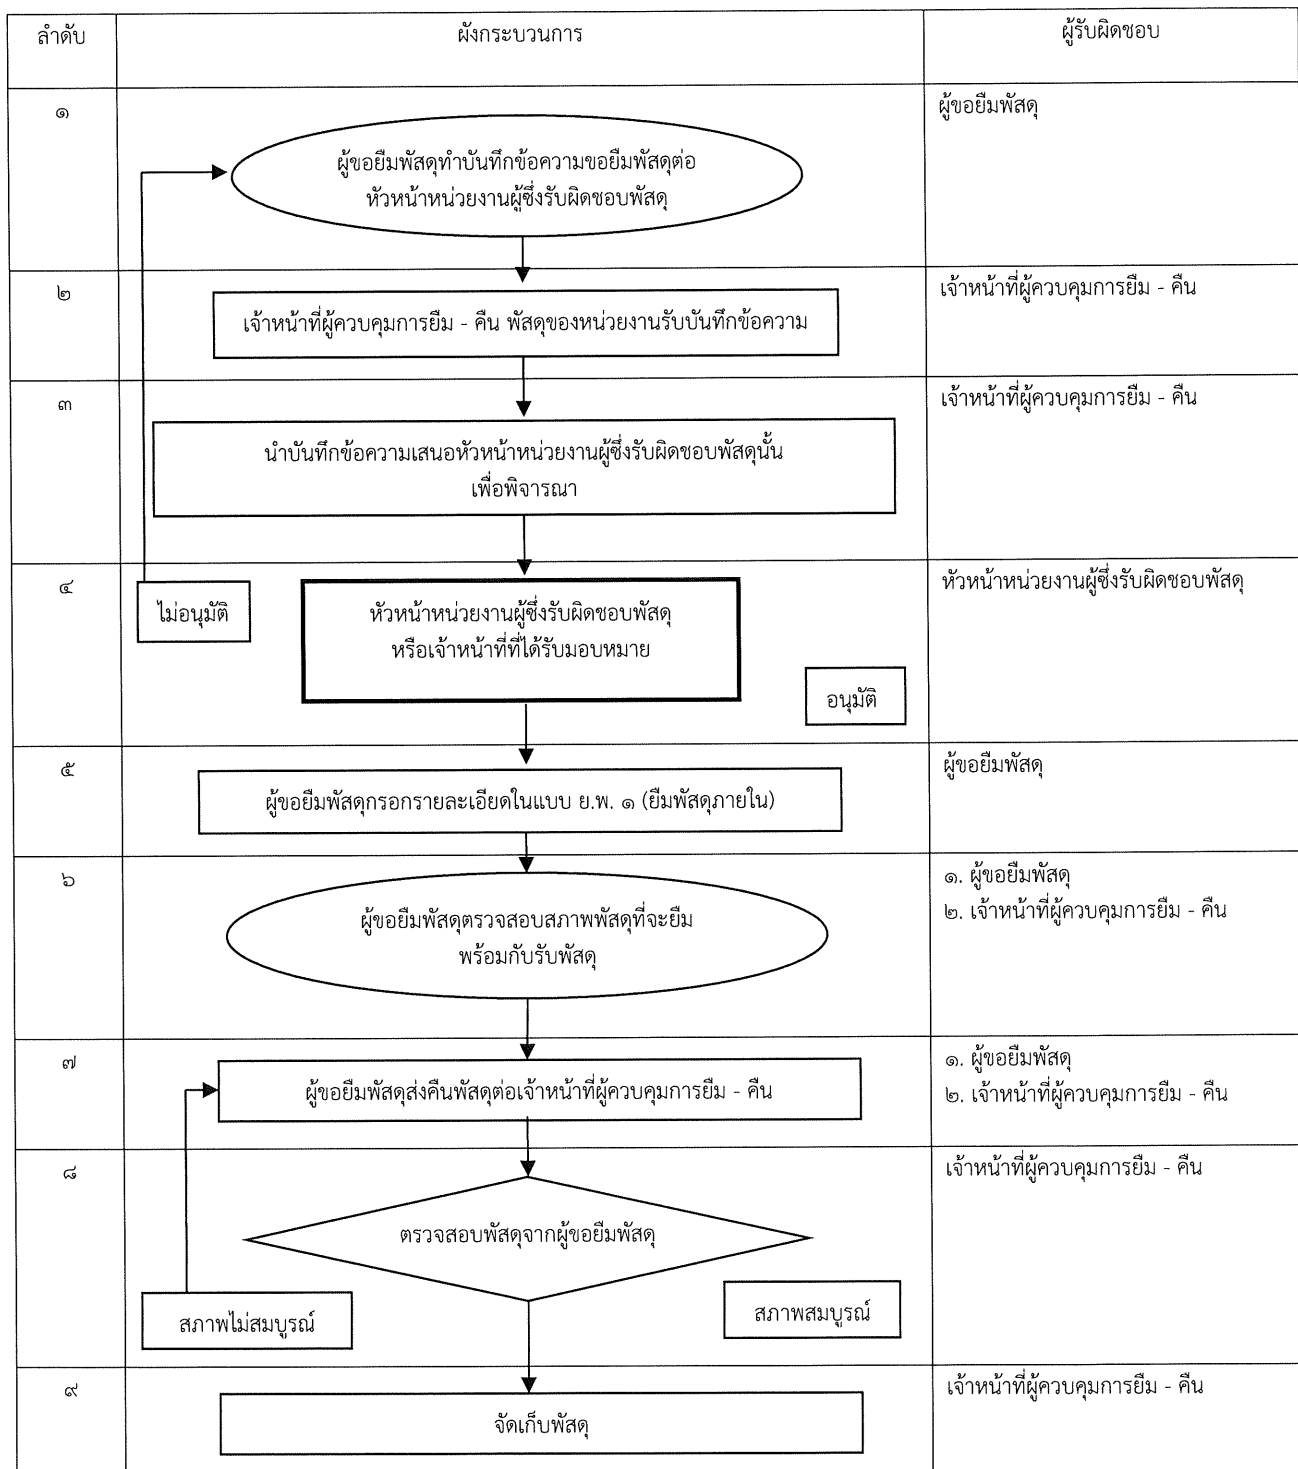 ลำดับ
ผังกระบวนการ
ผู้รับผิดชอบ
๑
ผู้ขอยืมพัสดุทำบันทึกข้อความขอยืมพัสดุต่อ
หัวหน้าหน่วยงานผู้ซึ่งรับผิดชอบพัสดุ
ผู้ขอยืมพัสดุ
๒
เจ้าหน้าที่ผู้ควบคุมการยืม - คืน พัสดุของหน่วยงานรับบันทึกข้อความ
เจ้าหน้าที่ผู้ควบคุมการยืม - คืน
๓
นำบันทึกข้อความเสนอหัวหน้าหน่วยงานผู้ซึ่งรับผิดชอบพัสดุนั้น
เพื่อพิจารณา
เจ้าหน้าที่ผู้ควบคุมการยืม - คืน
๔
ไม่อนุมัติ
หัวหน้าหน่วยงานผู้ซึ่งรับผิดชอบพัสดุ
หรือเจ้าหน้าที่ที่ได้รับมอบหมาย
อนุมัติ
หัวหน้าหน่วยงานผู้ซึ่งรับผิดชอบพัสดุ
๕
ผู้ขอยืมพัสดุกรอกรายละเอียดในแบบ ย.พ. ๑ (ยืมพัสดุภายใน)
ผู้ขอยืมพัสดุ
๖
ผู้ขอยืมพัสดุตรวจสอบสภาพพัสดุที่จะยืม
พร้อมกับรับพัสดุ
๑. ผู้ขอยืมพัสดุ
๒. เจ้าหน้าที่ผู้ควบคุมการยืม - คืน
๗
ผู้ขอยืมพัสดุส่งคืนพัสดุต่อเจ้าหน้าที่ผู้ควบคุมการยืม - คืน
๑. ผู้ขอยืมพัสดุ
๒. เจ้าหน้าที่ผู้ควบคุมการยืม - คืน
๘
ตรวจสอบพัสดุจากผู้ขอยืมพัสดุ
สภาพไม่สมบูรณ์
สภาพสมบูรณ์
เจ้าหน้าที่ผู้ควบคุมการยืม - คืน
๙
จัดเก็บพัสดุ
เจ้าหน้าที่ผู้ควบคุมการยืม - คืน